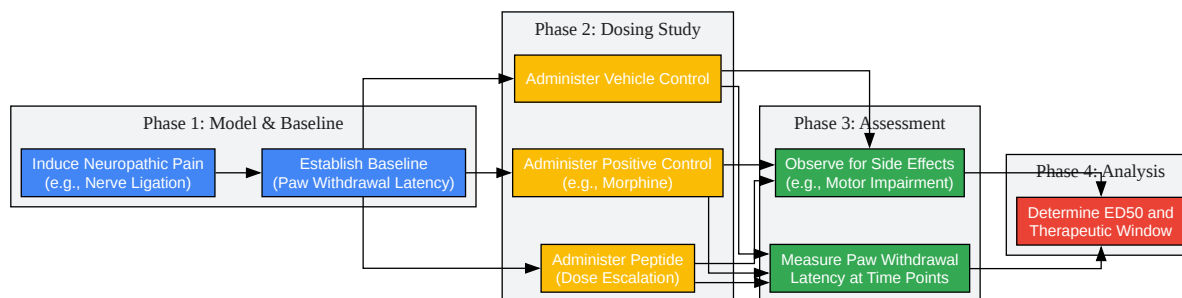 Phase 1: Model & Baseline
Induce Neuropathic Pain
(e.g., Nerve Ligation)
Establish Baseline
(Paw Withdrawal Latency)
Phase 2: Dosing Study
Administer Vehicle Control
Administer Positive Control
(e.g., Morphine)
Administer Peptide
(Dose Escalation)
Phase 3: Assessment
Observe for Side Effects
(e.g., Motor Impairment)
Measure Paw Withdrawal
Latency at Time Points
Phase 4: Analysis
Determine ED50 and
Therapeutic Window